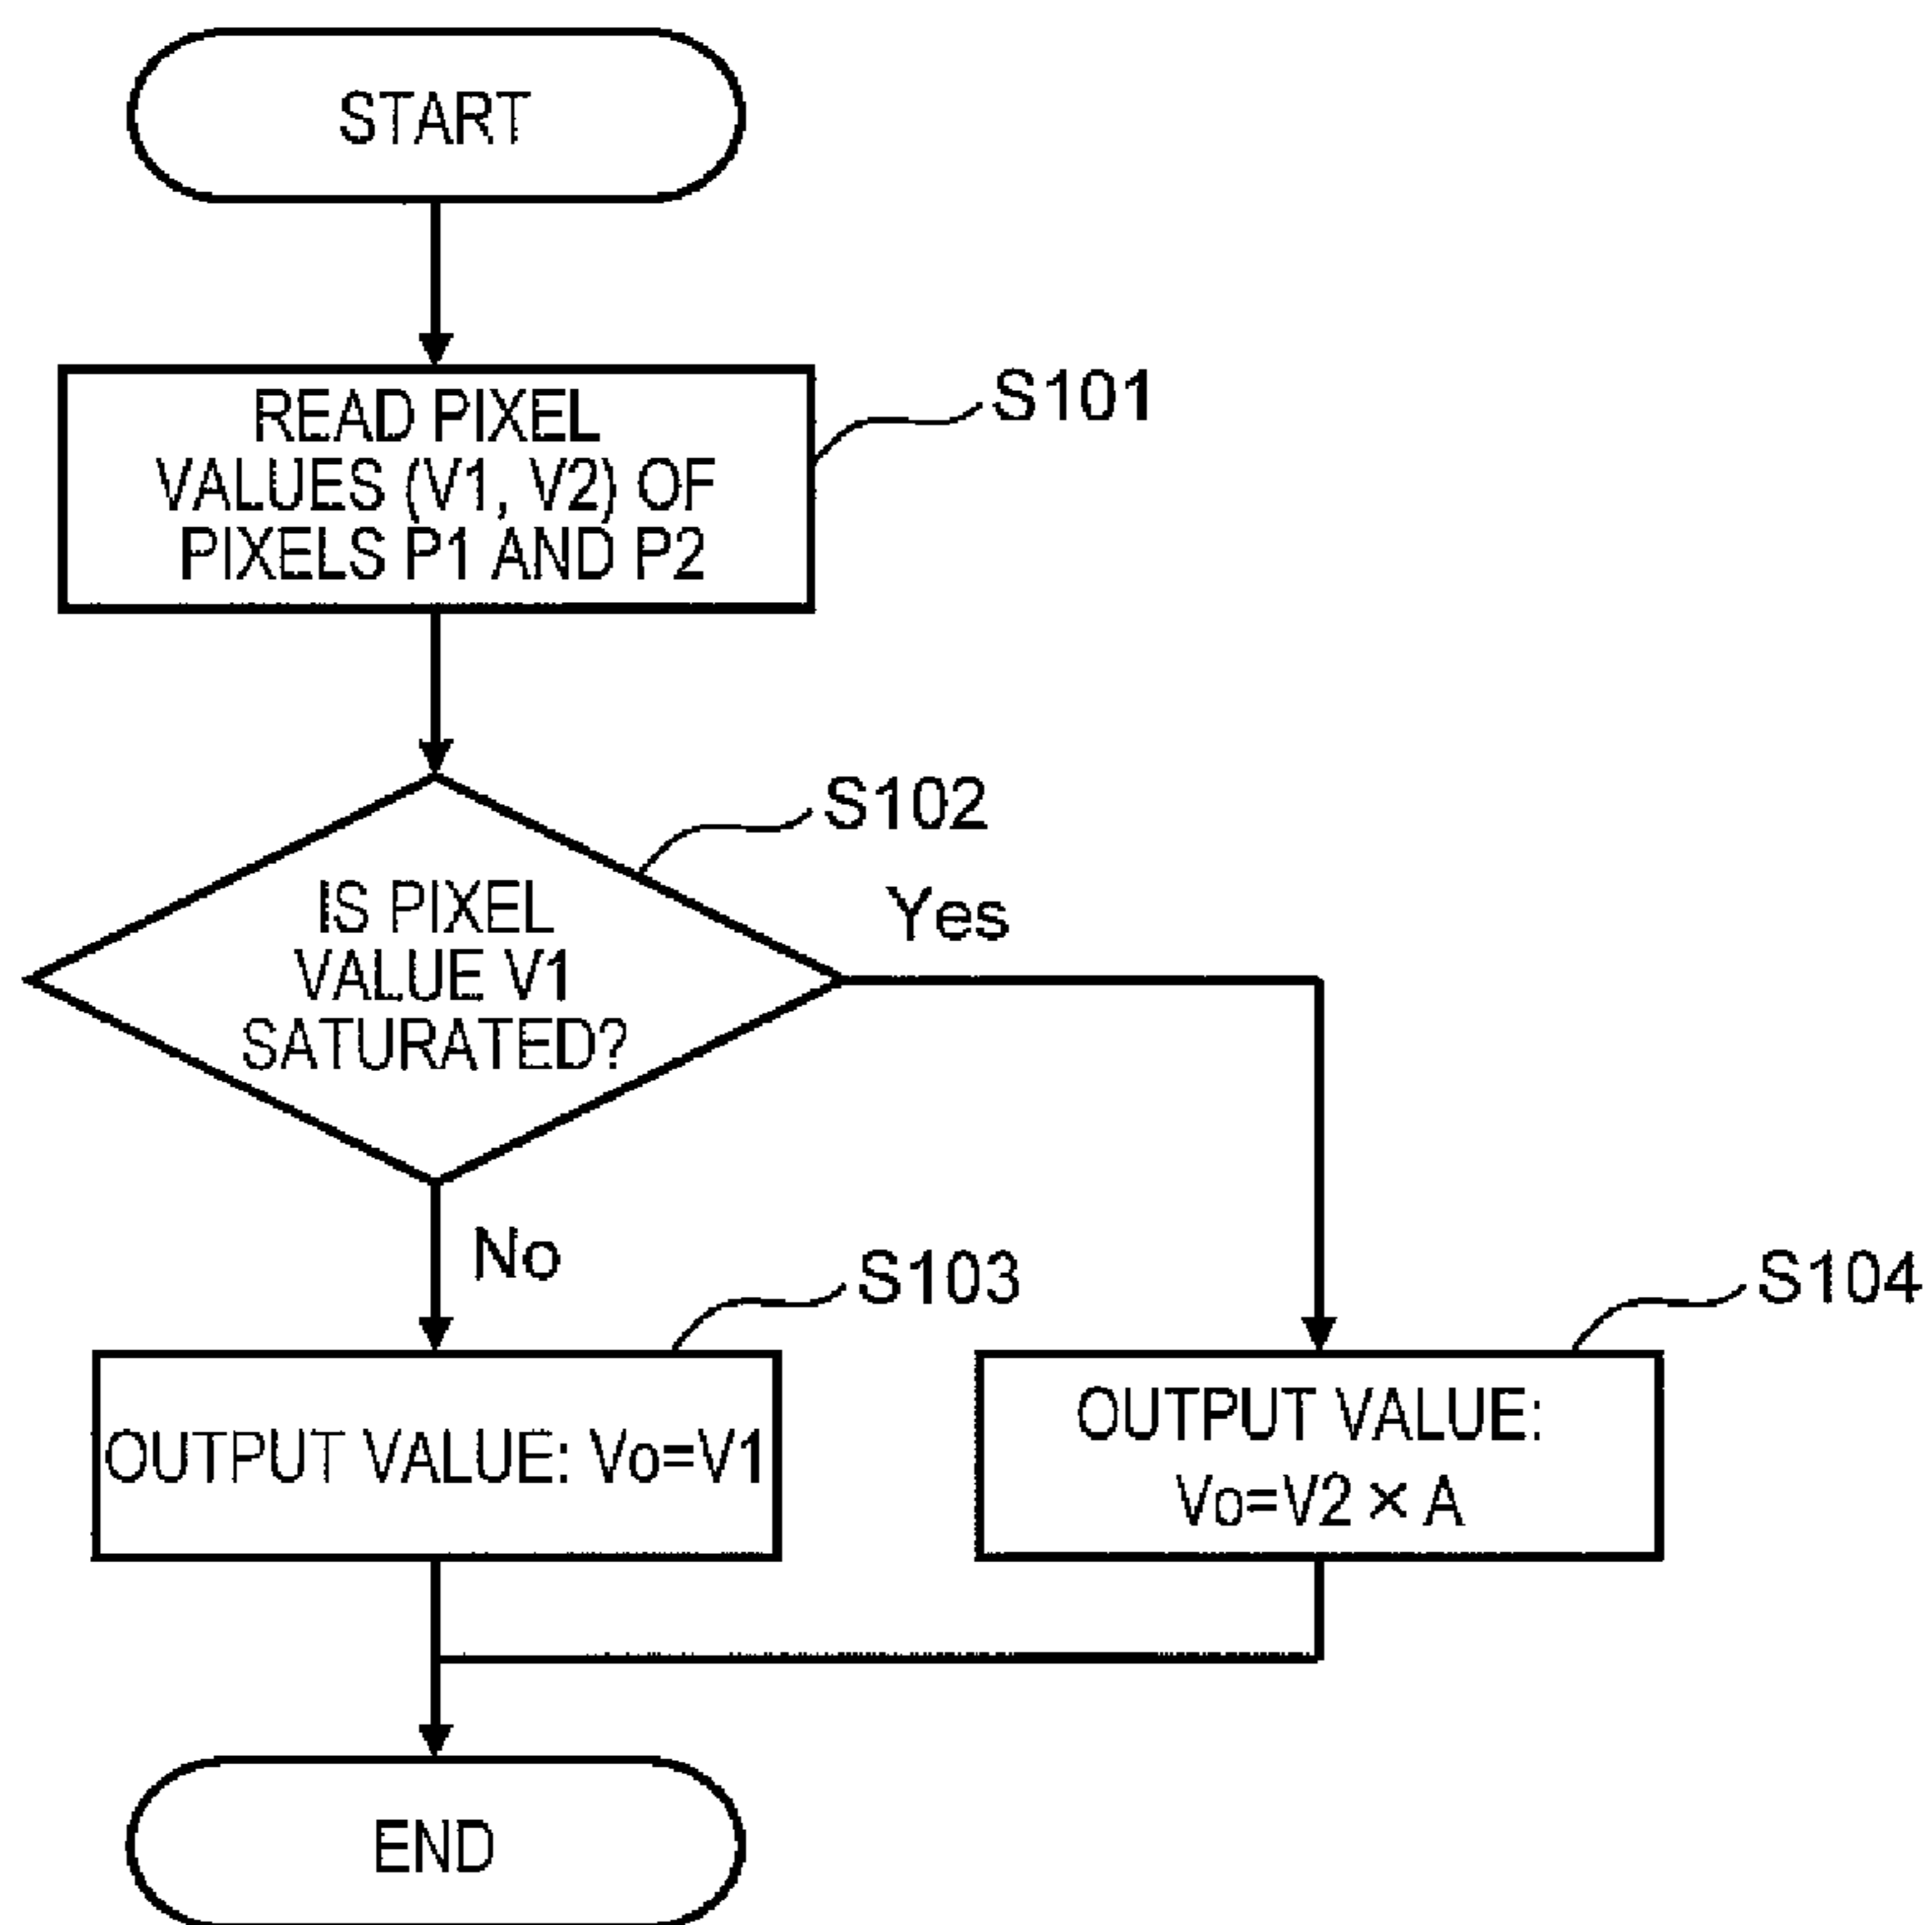 START
READ PIXEL
VALUES (V1, V2) OF
PIXELS P1 AND P2
S101
S102
IS PIXEL
VALUE V1
SATURATED?
Yes
No
S103
OUTPUT VALUE: Vo=V1
S104
OUTPUT VALUE:
Vo=V2 × A
END